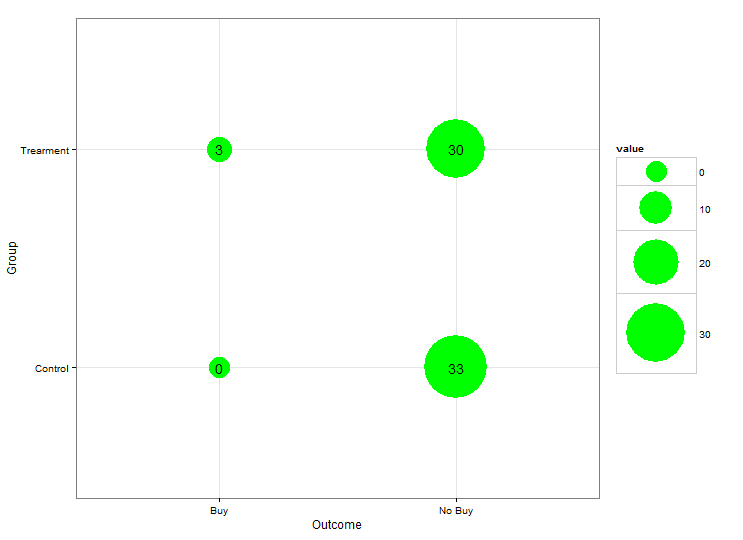 value
Trearment
3
30
0
10
20
30
Group
Control
0
33
Buy
No Buy
Outcome